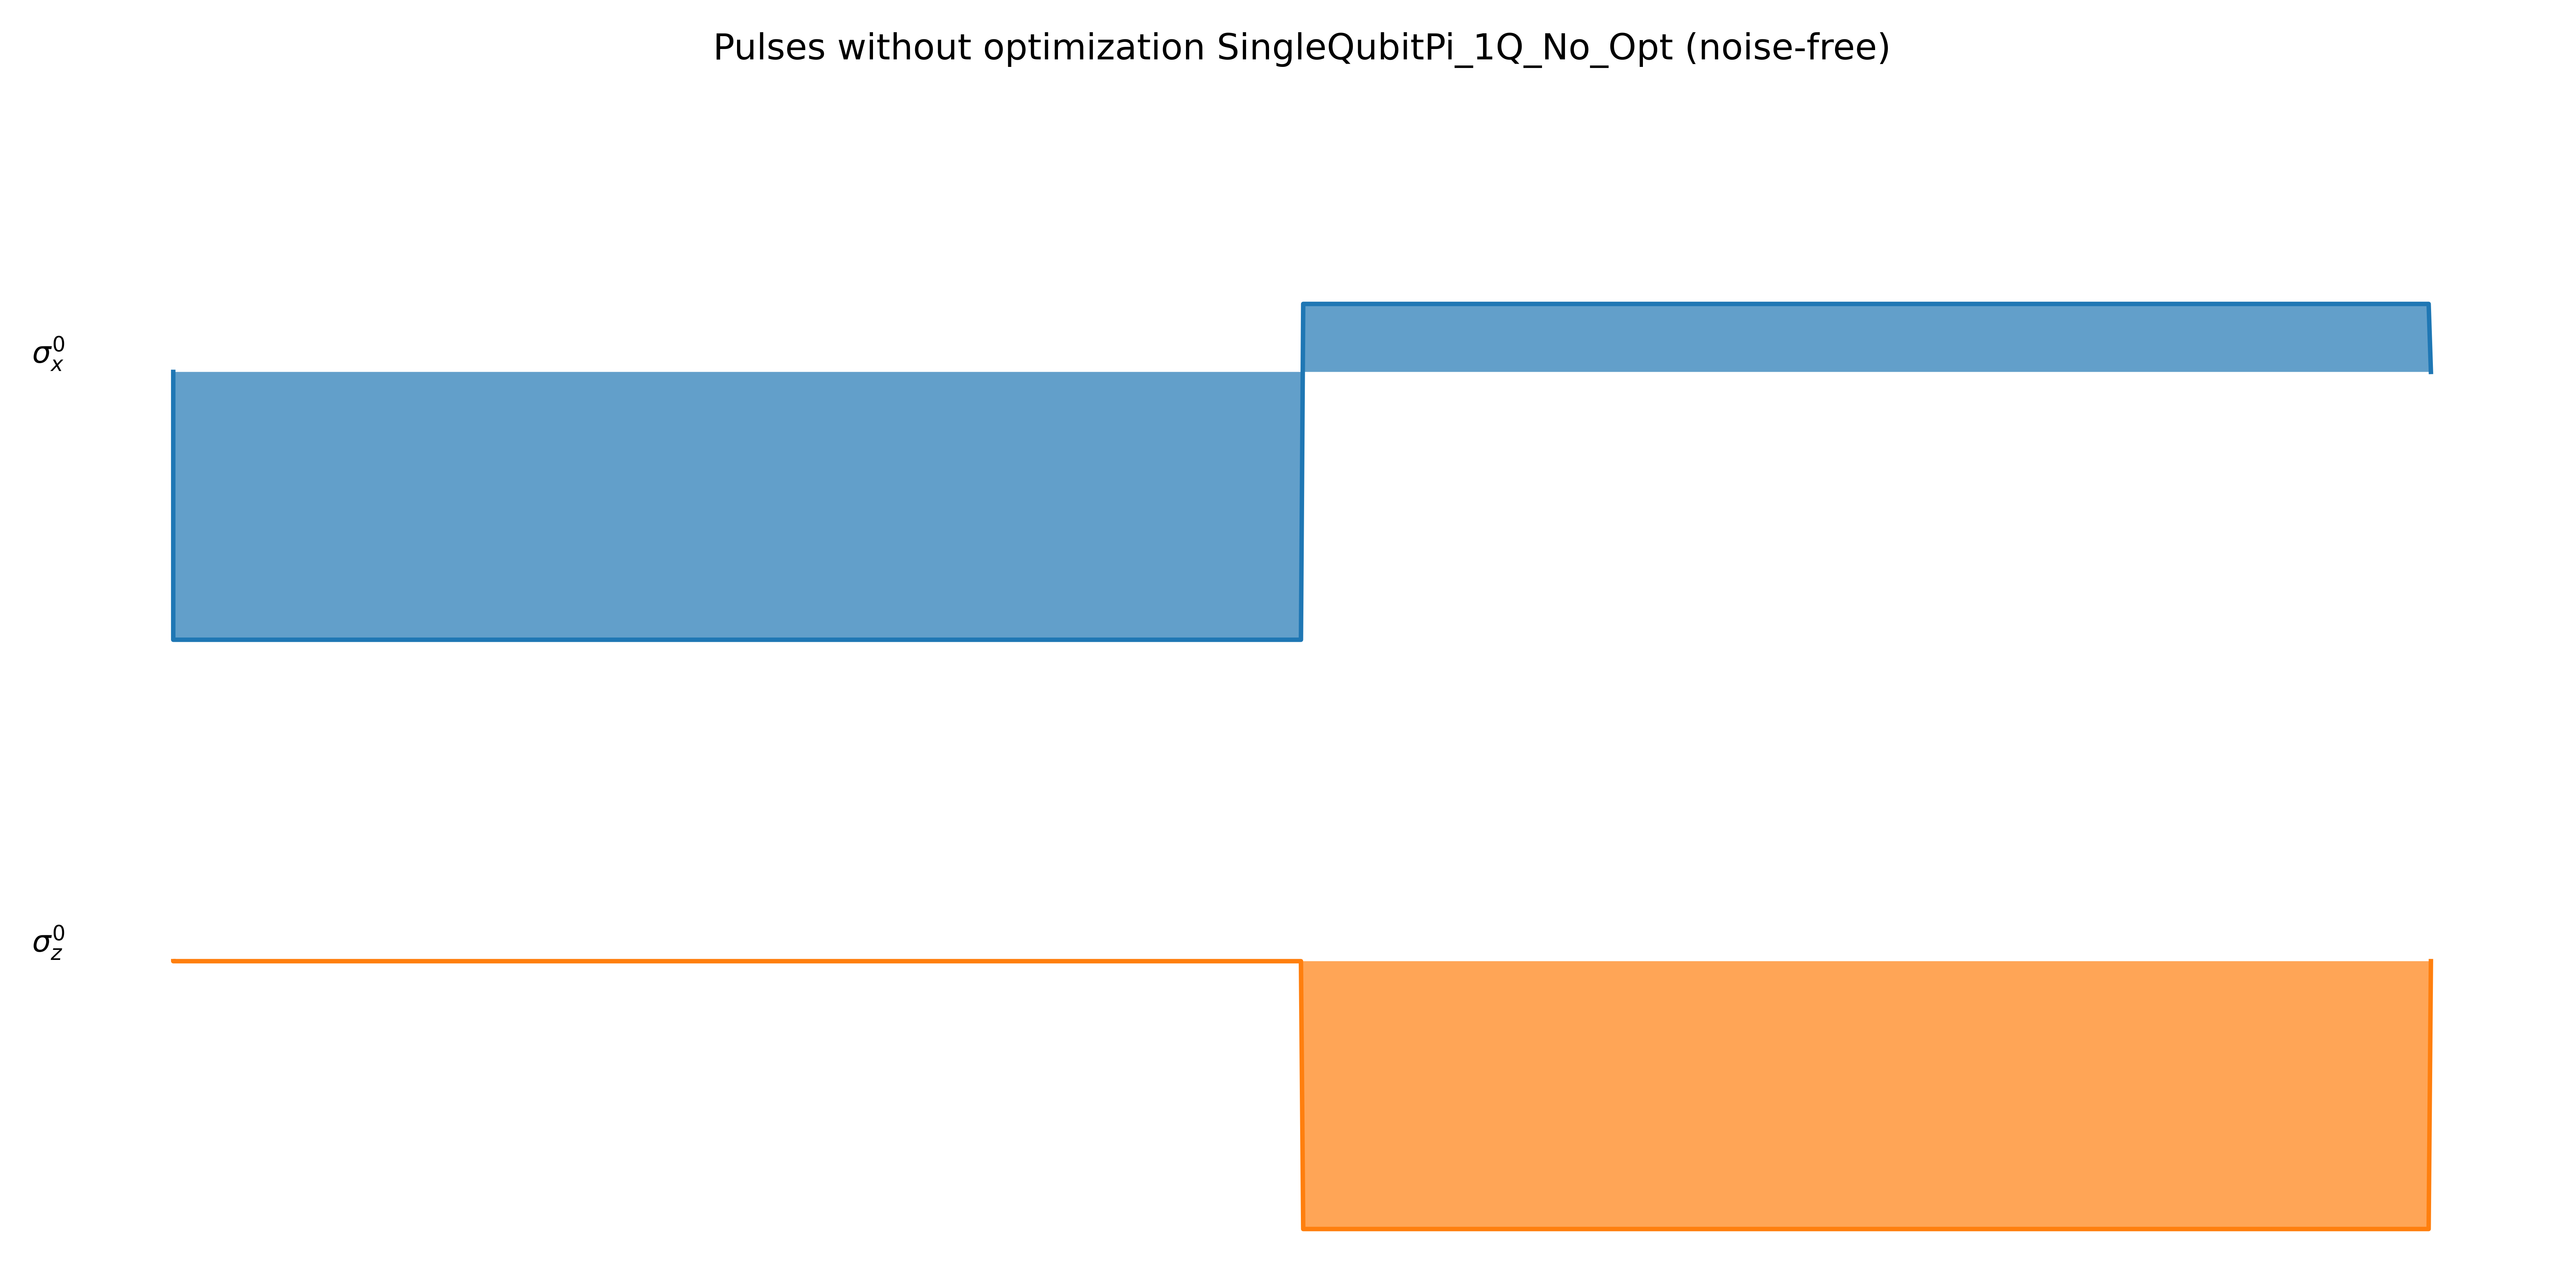 Pulses without optimization SingleQubitPi_1Q_No_Opt (noise-free)
σ_x^0
σ_z^0